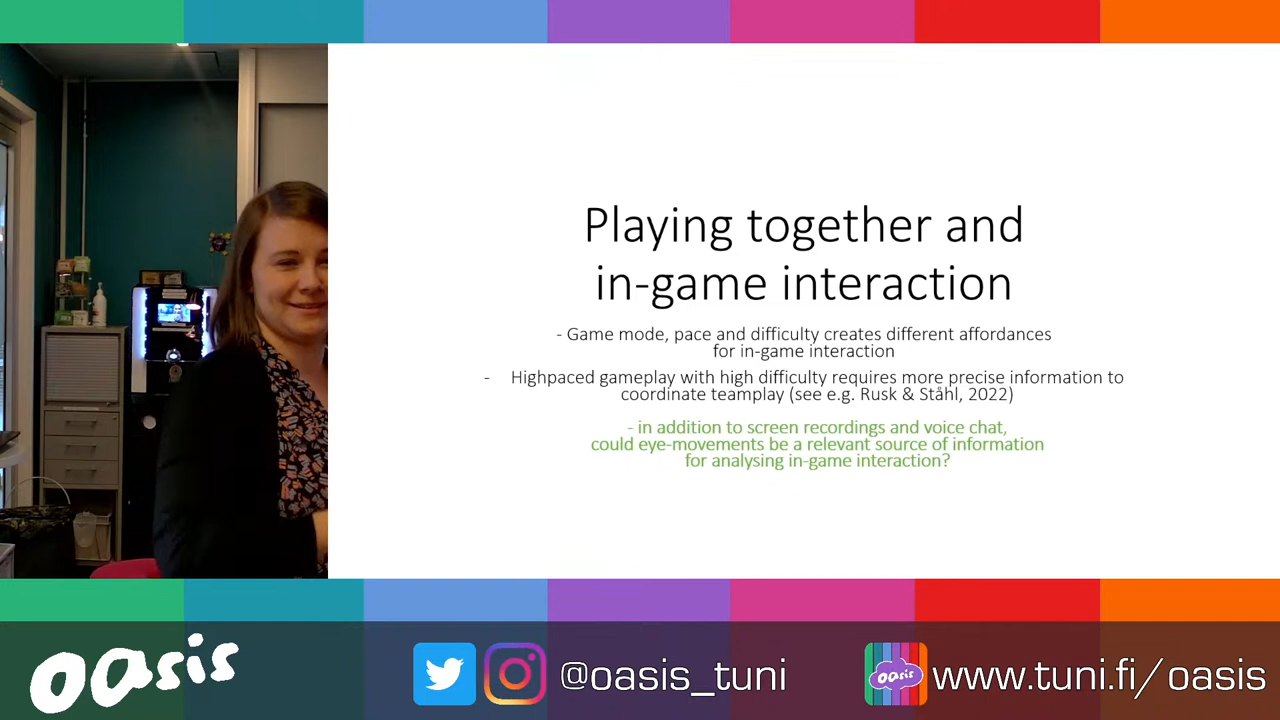 Playing together and
in-game interaction
- Game mode, pace and difficulty creates different affordances
for in-game interaction
- Highpaced gameplay with high difficulty requires more precise information to
coordinate teamplay (see e.g. Rusk & Ståhl, 2022)
- in addition to screen recordings and voice chat,
could eye-movements be a relevant source of information
for analysing in-game interaction?
oasis
@oasis_tuni
oasis
www.tuni.fi/oasis